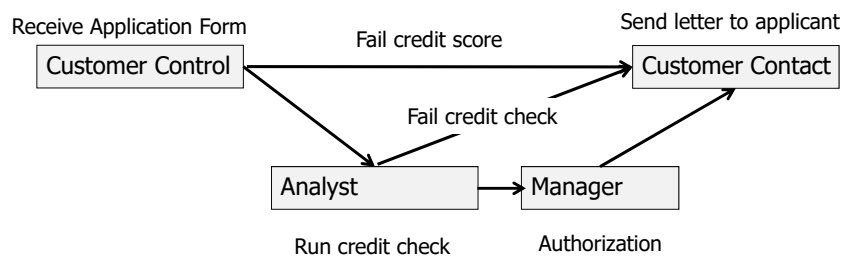 Receive Application Form
Send letter to applicant
Fail credit score
Customer Control
Customer Contact
Fail credit check
Analyst
Manager
Run credit check
Authorization